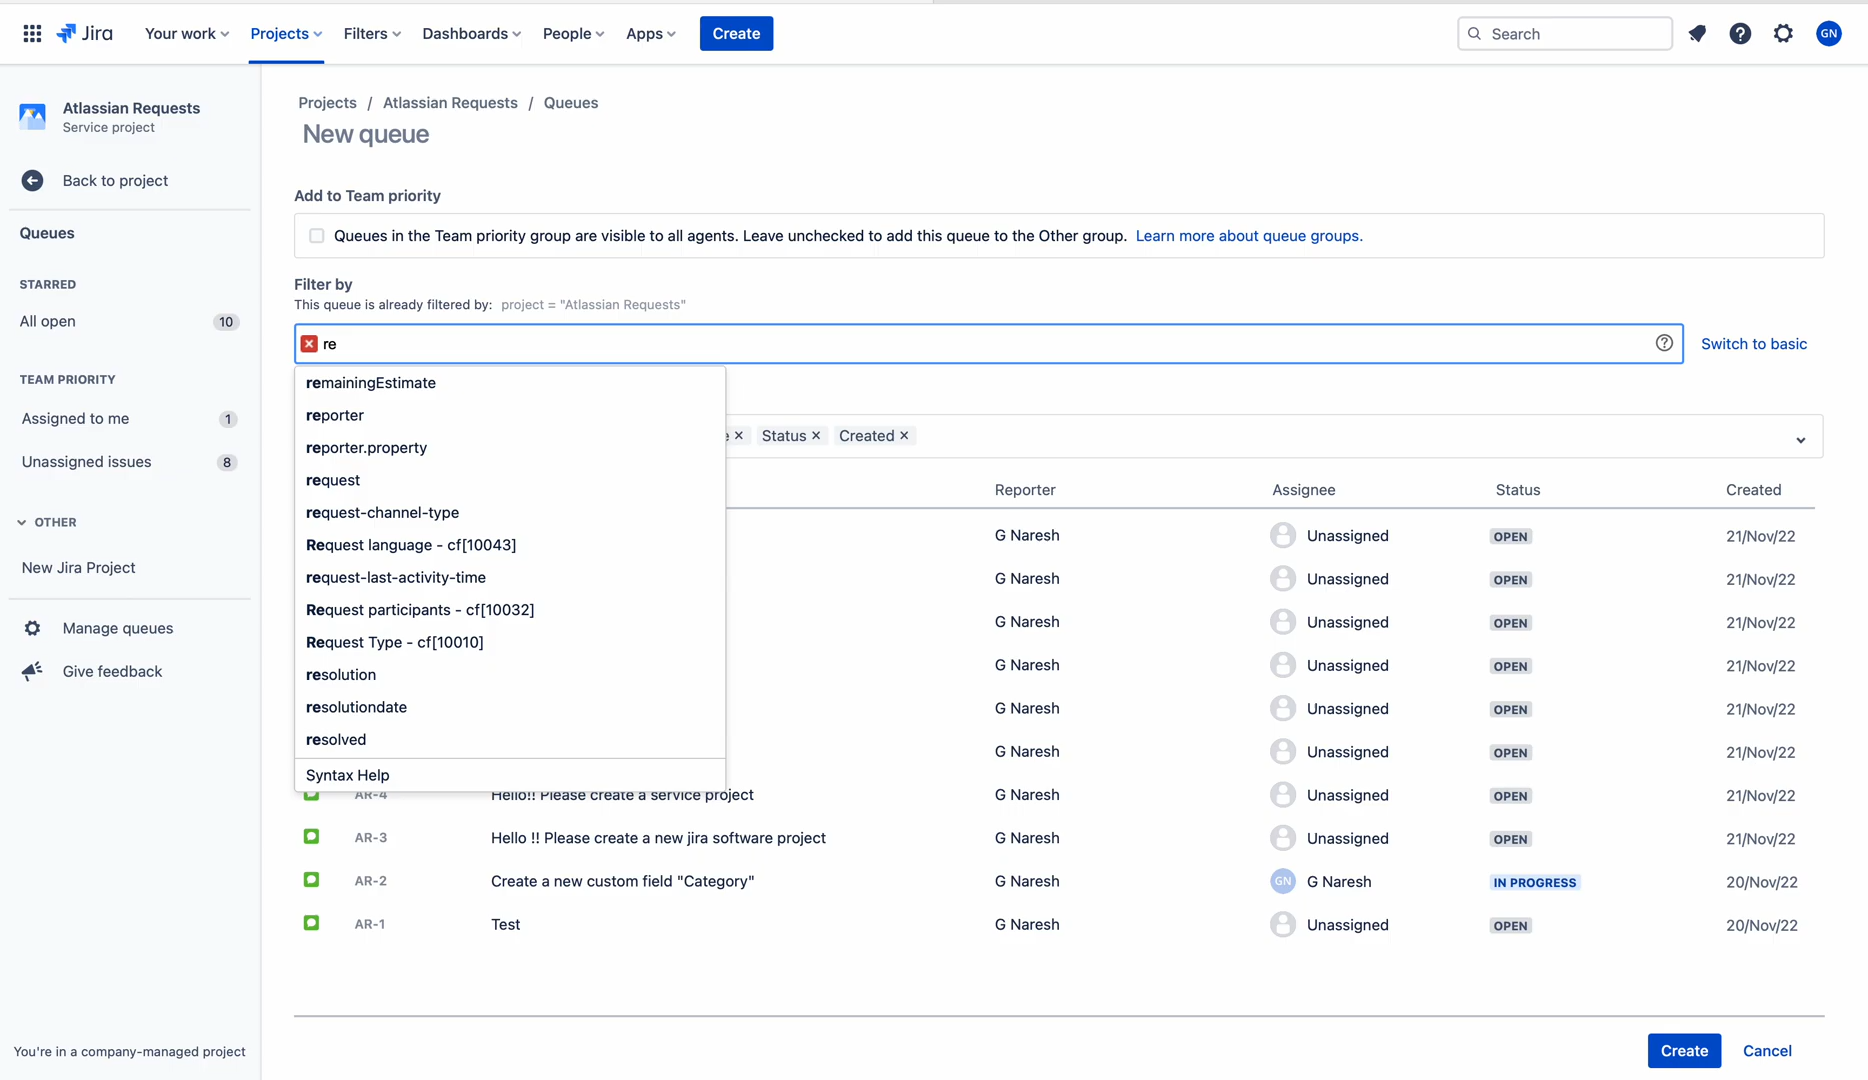 Jira Your work Projects Filters Dashboards People Apps Create Search GN
Atlassian Requests
Service project
Back to project
Queues
STARRED
All open 10
TEAM PRIORITY
Assigned to me 1
Unassigned issues 8
OTHER
New Jira Project
Manage queues
Give feedback
You're in a company-managed project
Projects / Atlassian Requests / Queues
New queue
Add to Team priority
Queues in the Team priority group are visible to all agents. Leave unchecked to add this queue to the Other group. Learn more about queue groups.
Filter by
This queue is already filtered by: project = "Atlassian Requests"
re Switch to basic
remainingEstimate
reporter
reporter.property
request
request-channel-type
Request language - cf[10043]
request-last-activity-time
Request participants - cf[10032]
Request Type - cf[10010]
resolution
resolutiondate
resolved
Syntax Help
Status Created
Reporter Assignee Status Created
G Naresh Unassigned OPEN 21/Nov/22
G Naresh Unassigned OPEN 21/Nov/22
G Naresh Unassigned OPEN 21/Nov/22
G Naresh Unassigned OPEN 21/Nov/22
G Naresh Unassigned OPEN 21/Nov/22
G Naresh Unassigned OPEN 21/Nov/22
AR-4 Hello!! Please create a service project G Naresh Unassigned OPEN 21/Nov/22
AR-3 Hello !! Please create a new jira software project G Naresh Unassigned OPEN 21/Nov/22
AR-2 Create a new custom field "Category" G Naresh GN G Naresh IN PROGRESS 20/Nov/22
AR-1 Test G Naresh Unassigned OPEN 20/Nov/22
Create Cancel